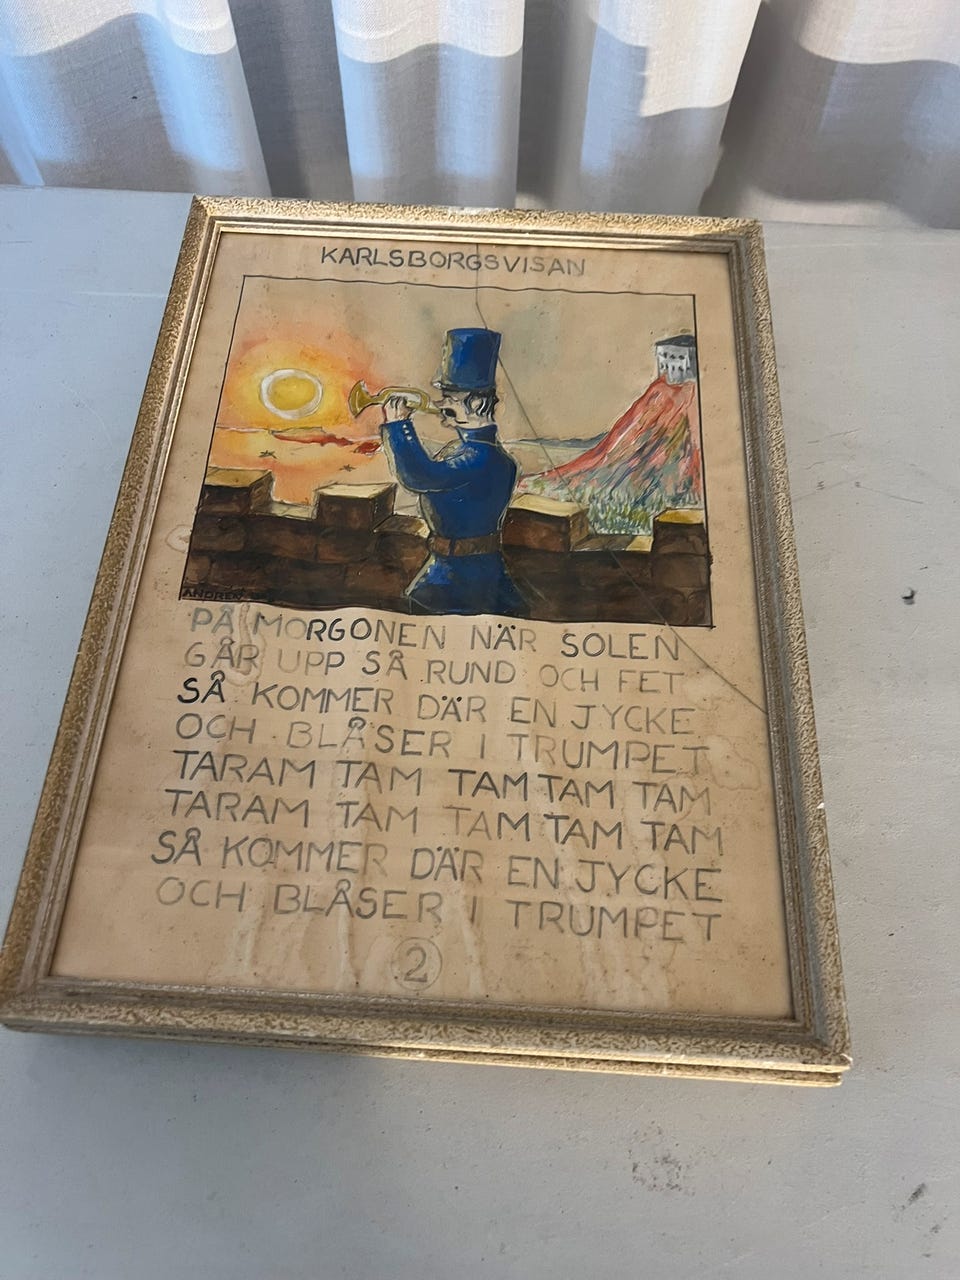 KARLSBORGSVISAN
ANDRÉN
PÅ MORGONEN NÄR SOLEN
GÅR UPP SÅ RUND OCH FET
SÅ KOMMER DÄR EN JYCKE
OCH BLÅSER I TRUMPET
TARAM TAM TAM TAM TAM
TARAM TAM TAM TAM TAM
SÅ KOMMER DÄR EN JYCKE
OCH BLÅSER I TRUMPET
2